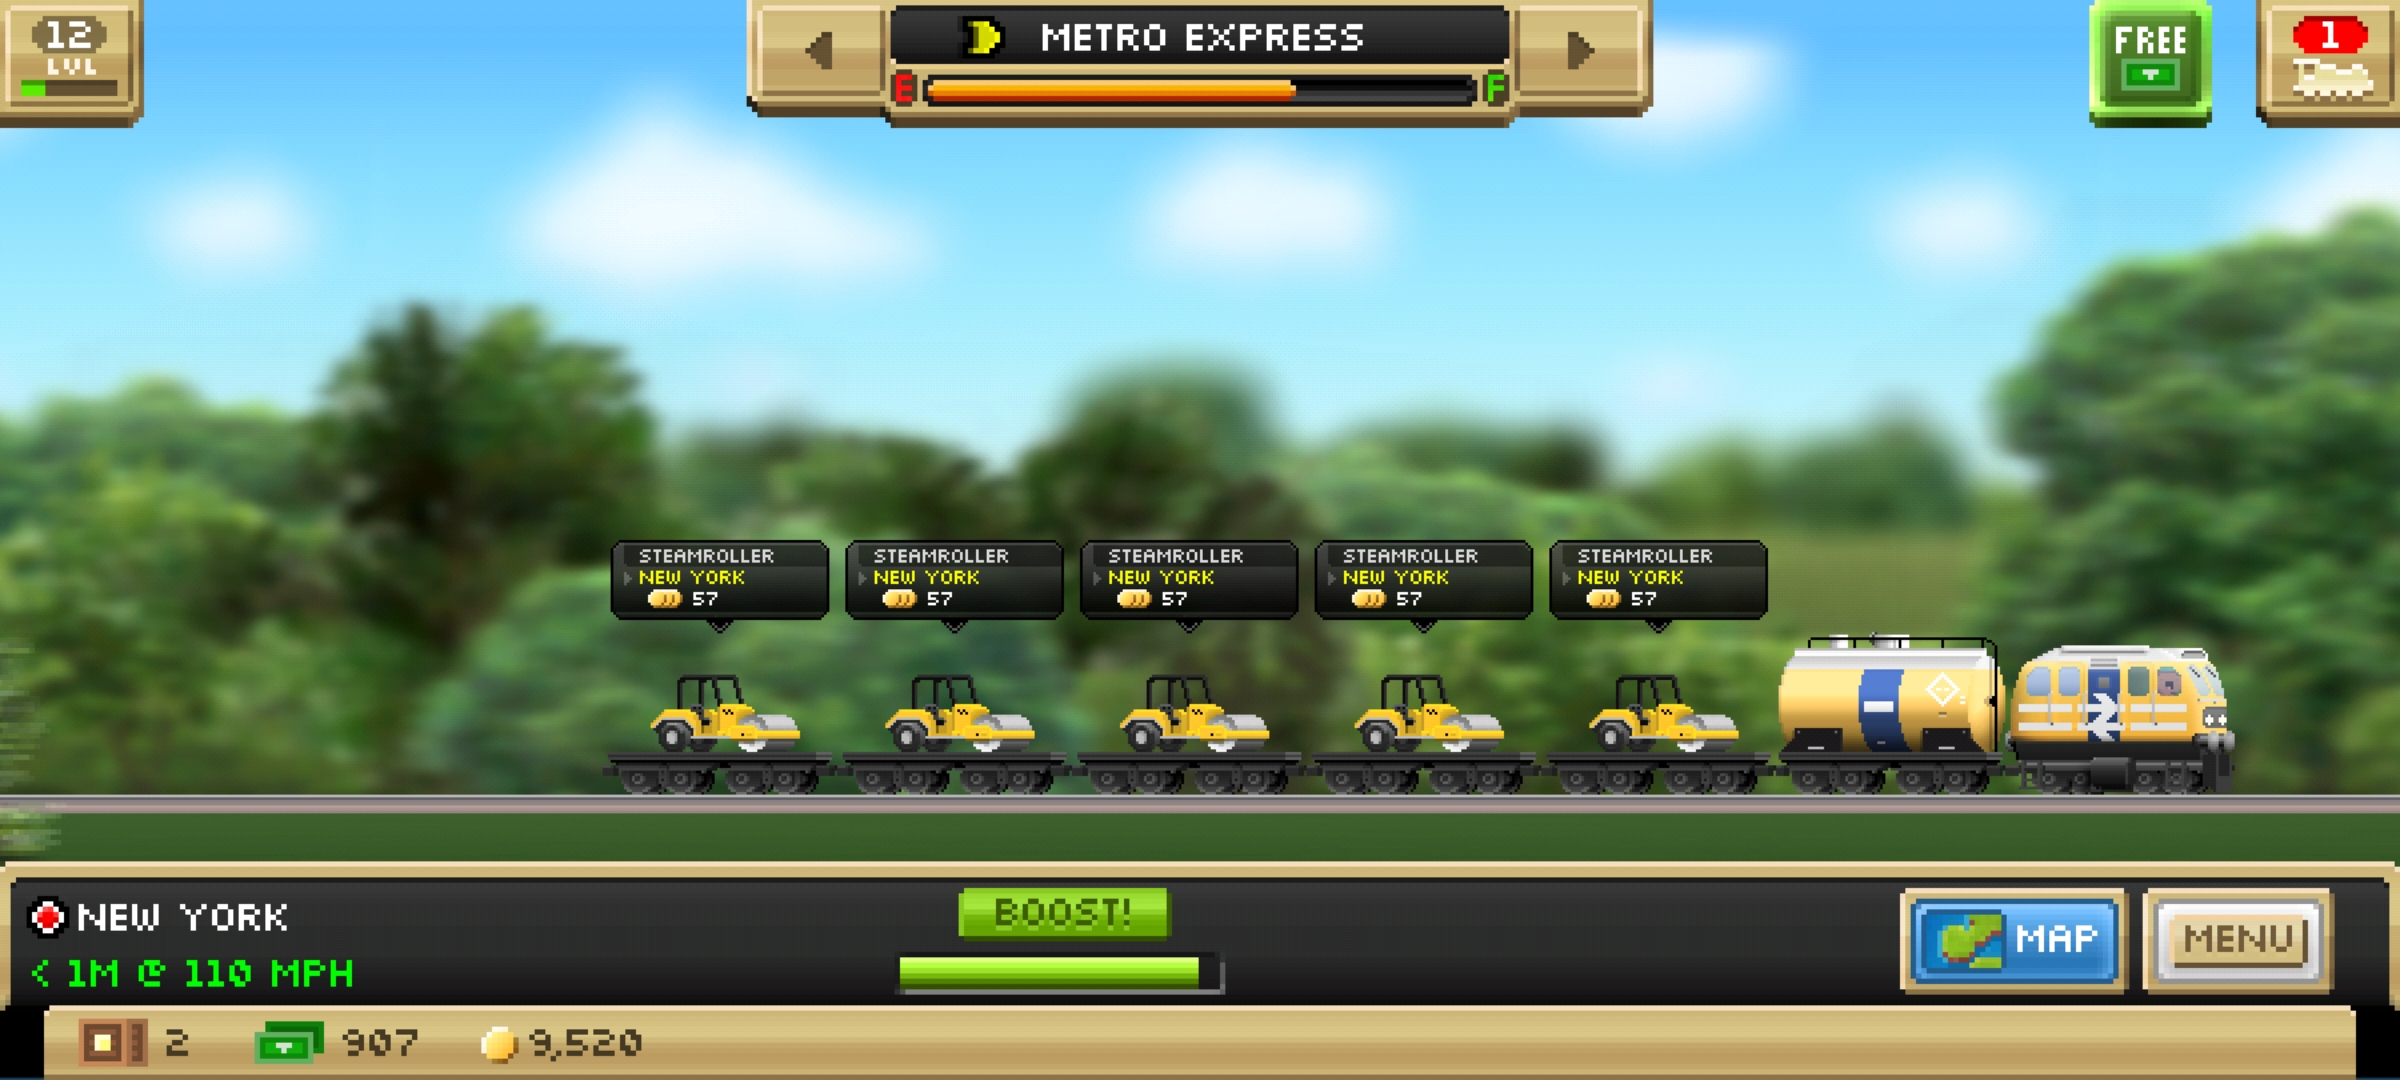 12
LVL
METRO EXPRESS
E F
FREE
1
STEAMROLLER
NEW YORK
57
STEAMROLLER
NEW YORK
57
STEAMROLLER
NEW YORK
57
STEAMROLLER
NEW YORK
57
STEAMROLLER
NEW YORK
57
NEW YORK
< 1M @ 110 MPH
BOOST!
MAP
MENU
2
907
9,520